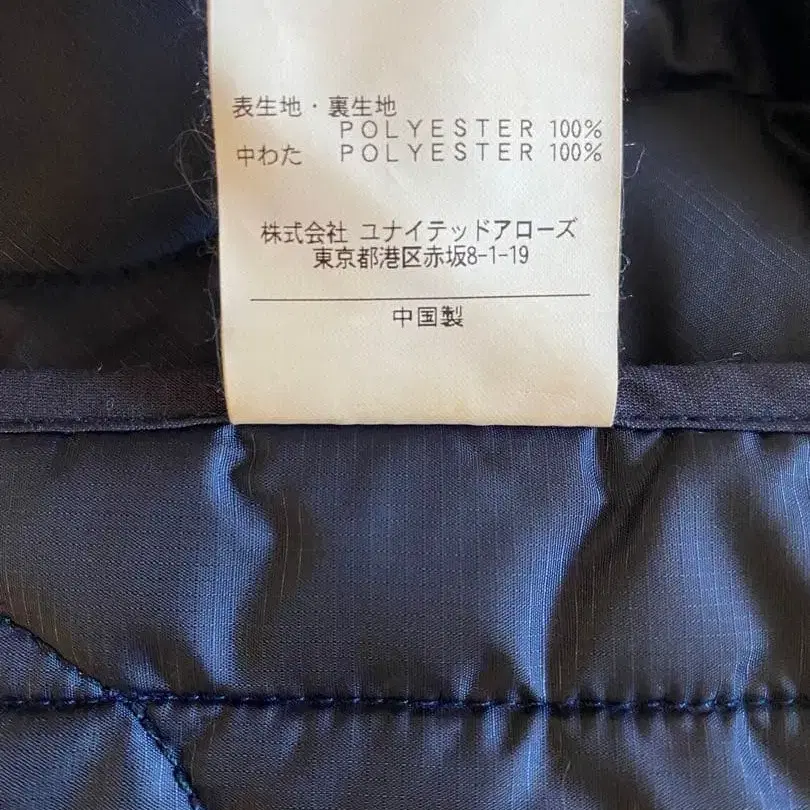 表生地・裏生地
POLYESTER 100%
中わた POLYESTER 100%
株式会社 ユナイテッドアローズ
東京都港区赤坂8-1-19
中国製